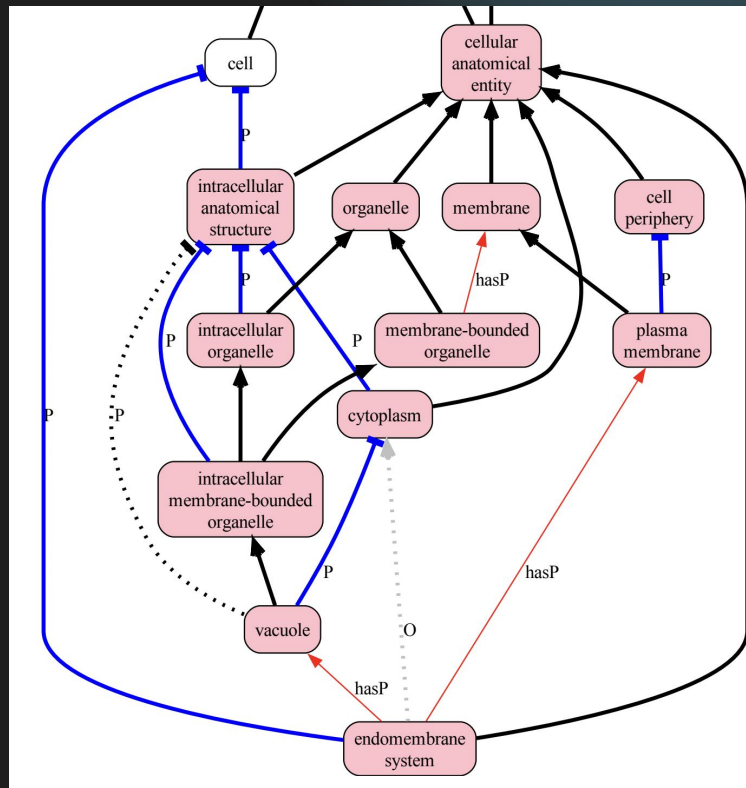 cell
cellular
anatomical
entity
P
intracellular
anatomical
structure
organelle
membrane
cell
periphery
hasP
P
P
intracellular
organelle
P
P
membrane-bounded
organelle
plasma
membrane
P
P
cytoplasm
intracellular
membrane-bounded
organelle
P
hasP
vacuole
O
hasP
endomembrane
system